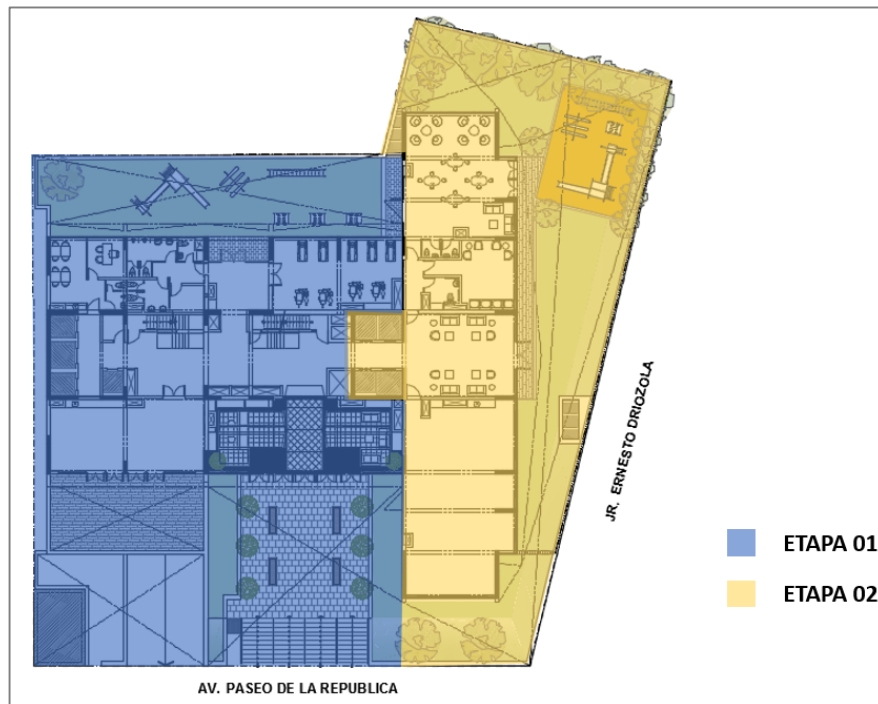 JR. ERNESTO DRIOZOLA
ETAPA 01
ETAPA 02
AV. PASEO DE LA REPUBLICA